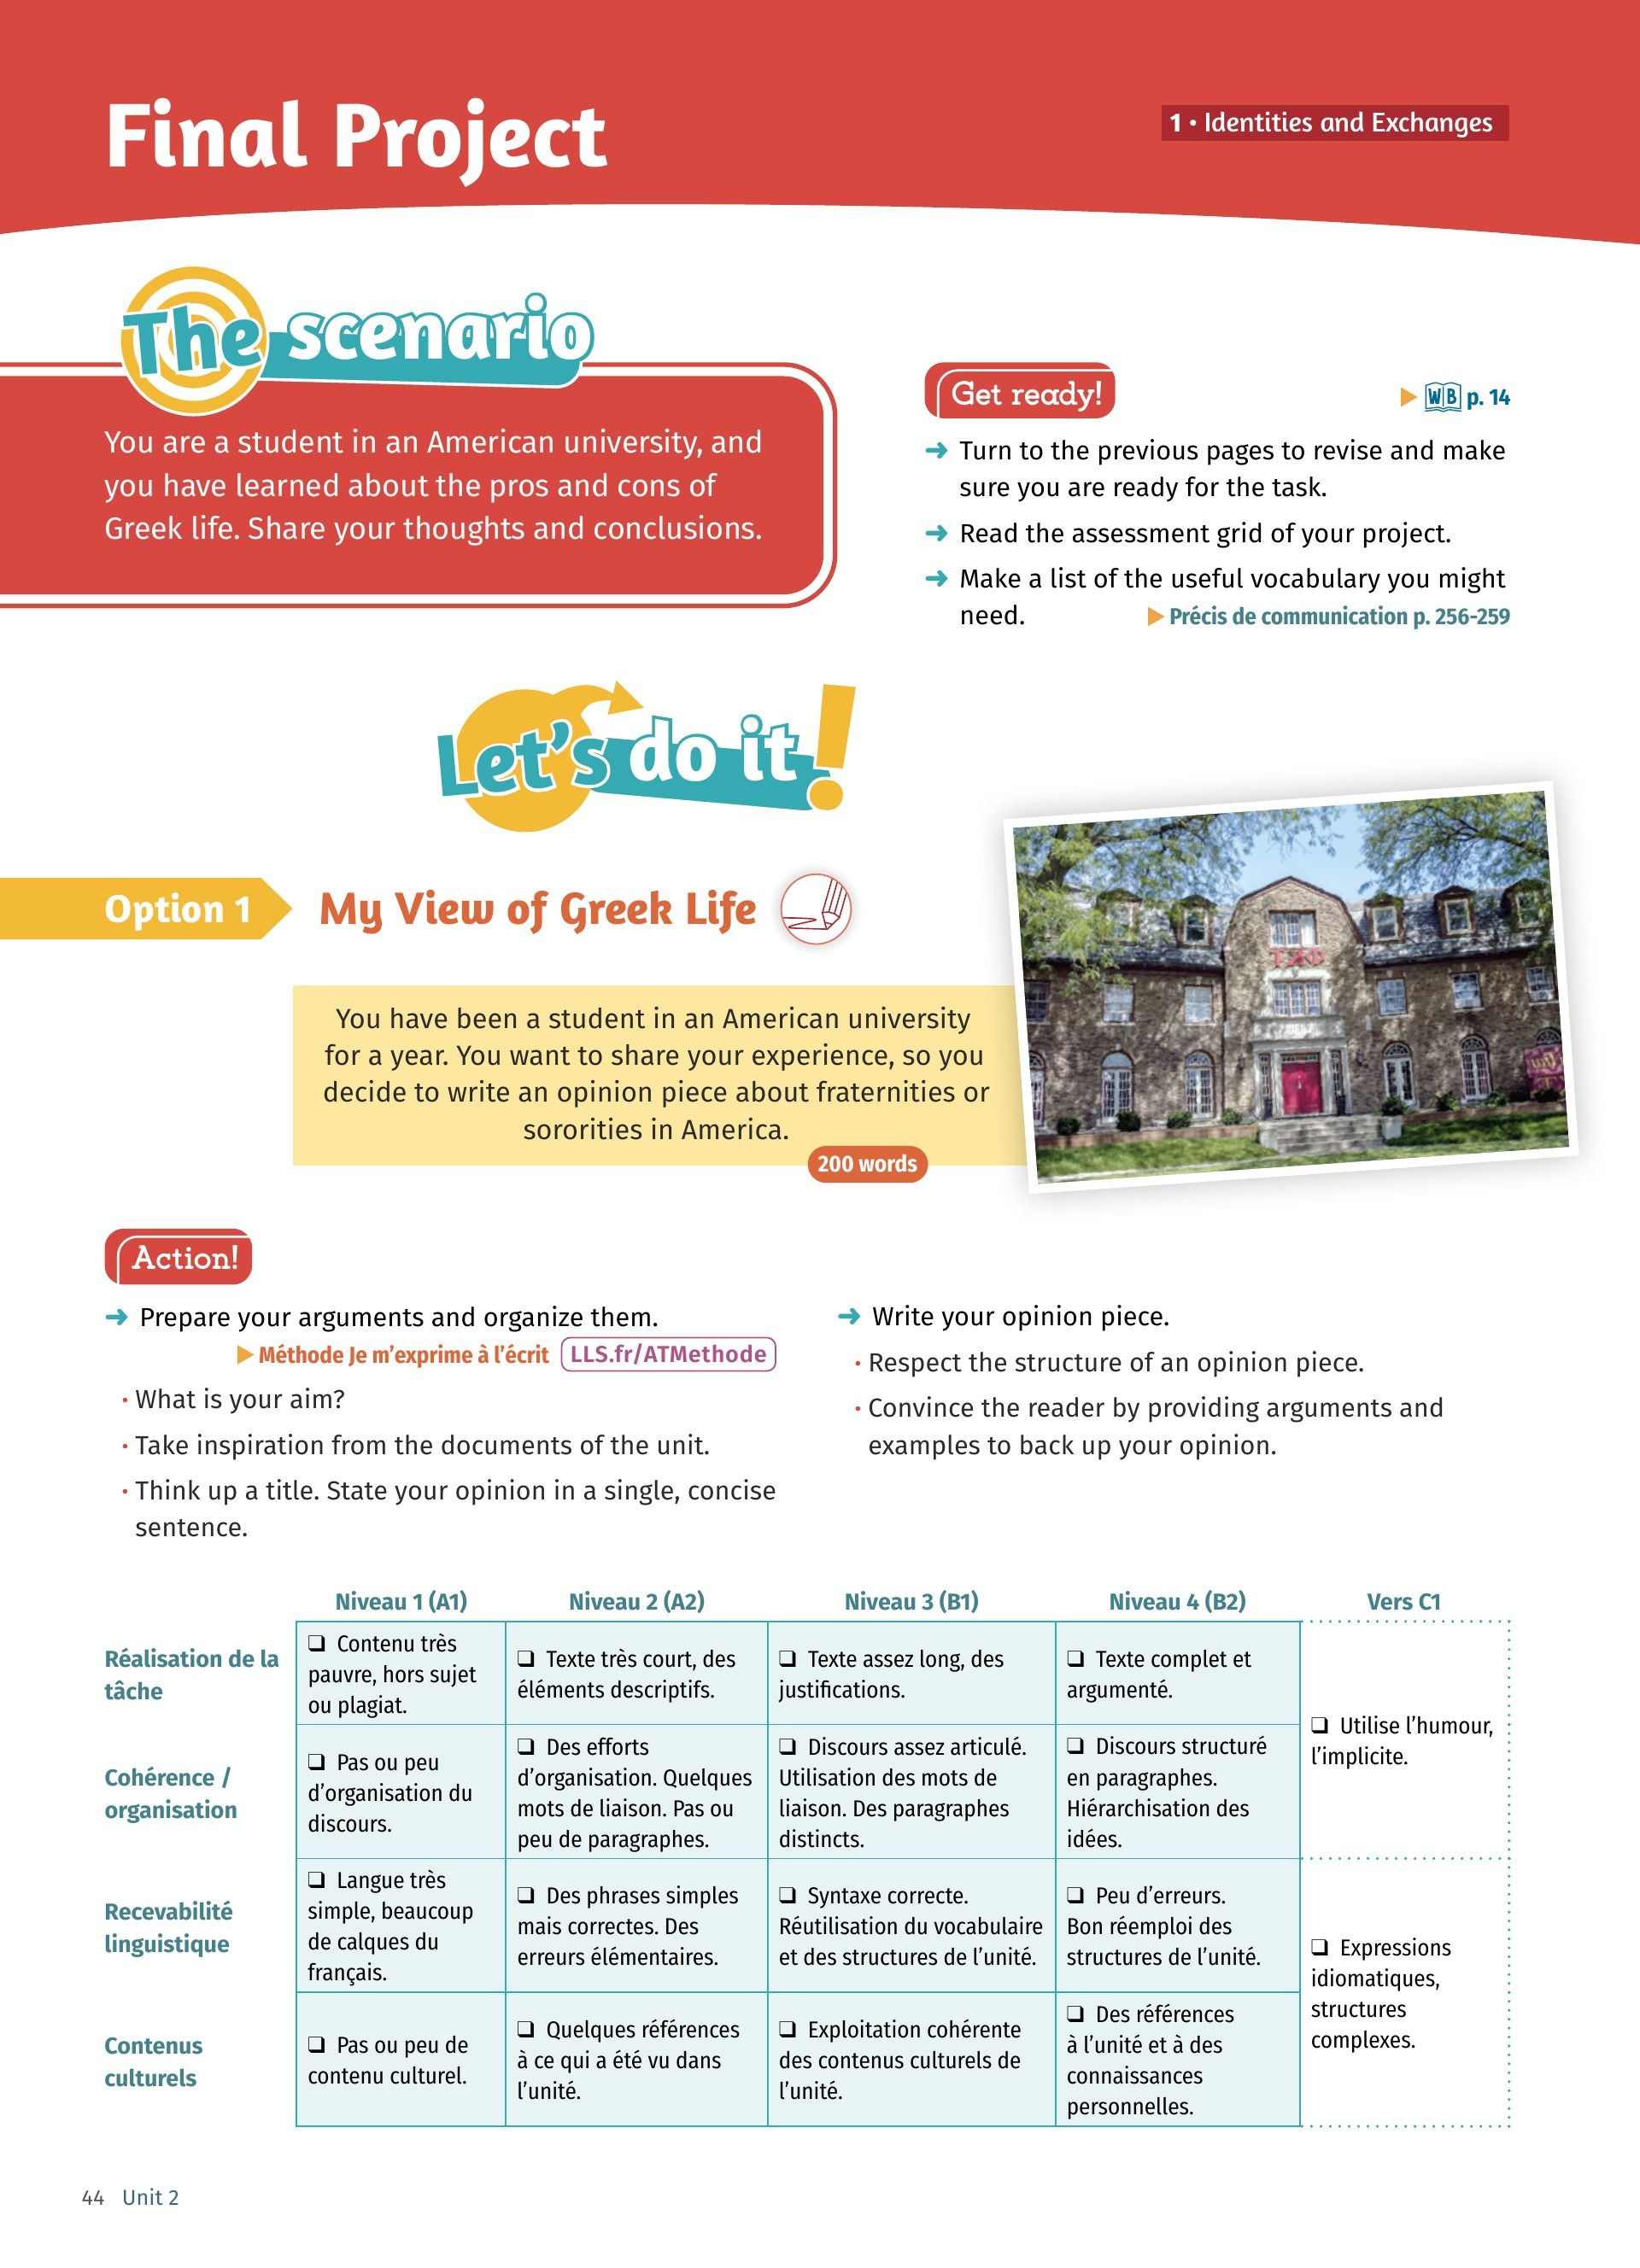 Final Project
1 • Identities and Exchanges
The scenario
You are a student in an American university, and
you have learned about the pros and cons of
Greek life. Share your thoughts and conclusions.
Get ready!
WB p. 14
➜ Turn to the previous pages to revise and make
sure you are ready for the task.
➜ Read the assessment grid of your project.
➜ Make a list of the useful vocabulary you might
need.
Précis de communication p. 256-259
Let's do it!
Option 1
My View of Greek Life
You have been a student in an American university
for a year. You want to share your experience, so you
decide to write an opinion piece about fraternities or
sororities in America.
200 words
ΦΚΤ
Action!
➜ Prepare your arguments and organize them.
Méthode Je m'exprime à l'écrit LLS.fr/ATMethode
• What is your aim?
• Take inspiration from the documents of the unit.
• Think up a title. State your opinion in a single, concise
sentence.
➜ Write your opinion piece.
• Respect the structure of an opinion piece.
• Convince the reader by providing arguments and
examples to back up your opinion.
Niveau 1 (A1)
Niveau 2 (A2)
Niveau 3 (B1)
Niveau 4 (B2)
Vers C1
Réalisation de la
tâche
❑ Contenu très
pauvre, hors sujet
ou plagiat.
❑ Texte très court, des
éléments descriptifs.
❑ Texte assez long, des
justifications.
❑ Texte complet et
argumenté.
❑ Utilise l'humour,
l'implicite.
Cohérence /
organisation
❑ Pas ou peu
d'organisation du
discours.
❑ Des efforts
d'organisation. Quelques
mots de liaison. Pas ou
peu de paragraphes.
❑ Discours assez articulé.
Utilisation des mots de
liaison. Des paragraphes
distincts.
❑ Discours structuré
en paragraphes.
Hiérarchisation des
idées.
Recevabilité
linguistique
❑ Langue très
simple, beaucoup
de calques du
français.
❑ Des phrases simples
mais correctes. Des
erreurs élémentaires.
❑ Syntaxe correcte.
Réutilisation du vocabulaire
et des structures de l'unité.
❑ Peu d'erreurs.
Bon réemploi des
structures de l'unité.
❑ Expressions
idiomatiques,
structures
complexes.
Contenus
culturels
❑ Pas ou peu de
contenu culturel.
❑ Quelques références
à ce qui a été vu dans
l'unité.
❑ Exploitation cohérente
des contenus culturels de
l'unité.
❑ Des références
à l'unité et à des
connaissances
personnelles.
44 Unit 2